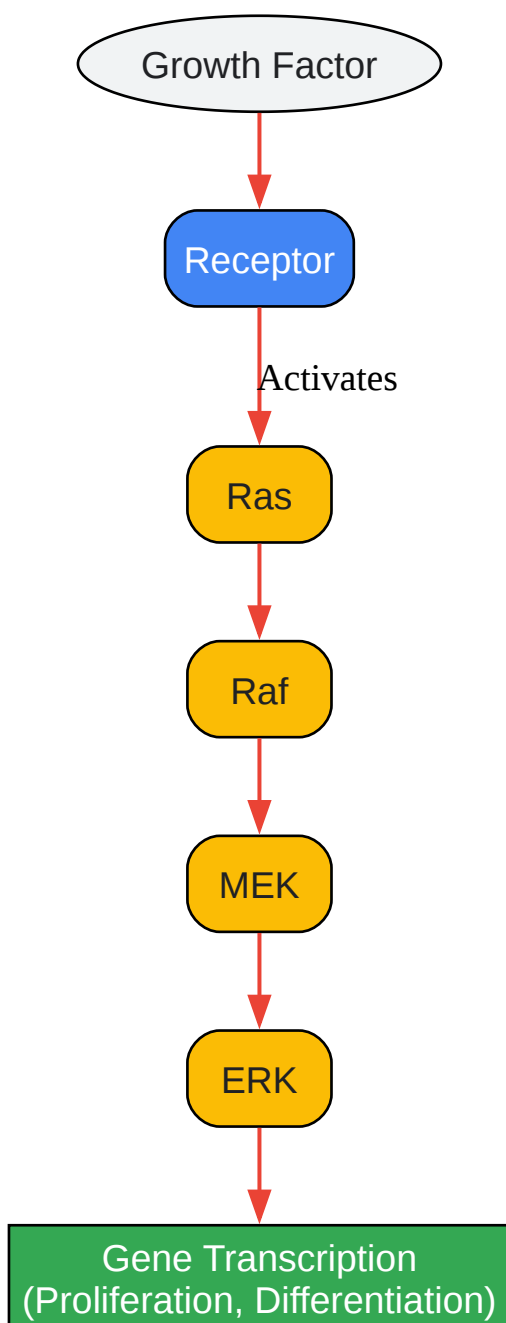 Growth Factor
Receptor
Activates
Ras
Raf
MEK
ERK
Gene Transcription
(Proliferation, Differentiation)